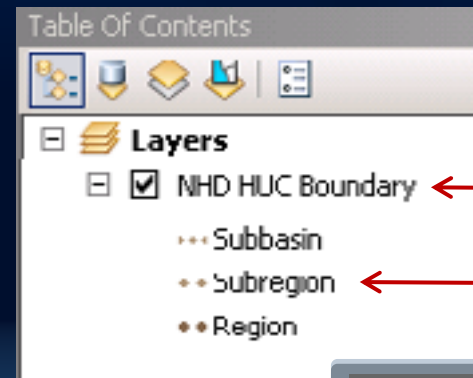 Table Of Contents
Layers
NHD HUC Boundary
Subbasin
Subregion
Region